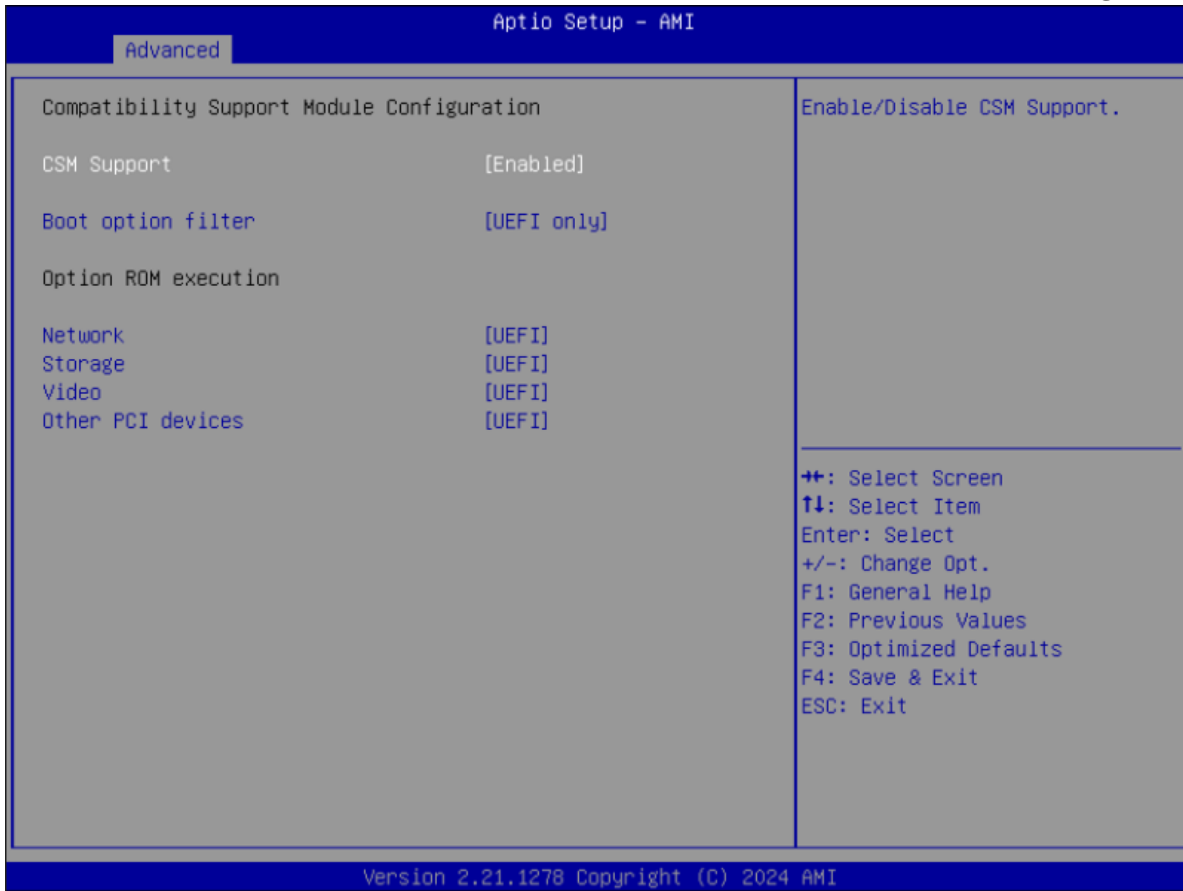 Aptio Setup – AMI
Advanced
Compatibility Support Module Configuration
CSM Support [Enabled]
Boot option filter [UEFI only]
Option ROM execution
Network [UEFI]
Storage [UEFI]
Video [UEFI]
Other PCI devices [UEFI]
Enable/Disable CSM Support.
→←: Select Screen
↑↓: Select Item
Enter: Select
+/-: Change Opt.
F1: General Help
F2: Previous Values
F3: Optimized Defaults
F4: Save & Exit
ESC: Exit
Version 2.21.1278 Copyright (C) 2024 AMI